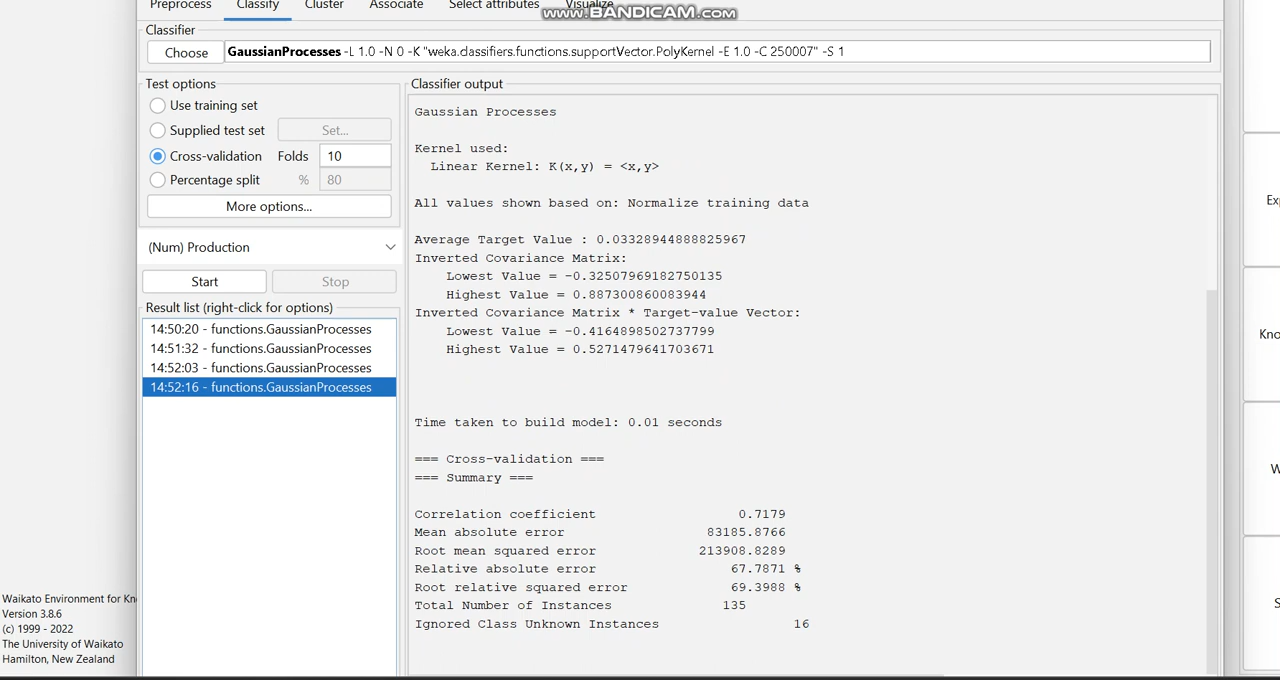 Preprocess Classify Cluster Associate Select attributes Visualize
www.BANDICAM.com
Classifier
Choose GaussianProcesses -L 1.0 -N 0 -K "weka.classifiers.functions.supportVector.PolyKernel -E 1.0 -C 250007" -S 1
Test options
Use training set
Supplied test set Set...
Cross-validation Folds 10
Percentage split % 80
More options...
(Num) Production
Start Stop
Result list (right-click for options)
14:50:20 - functions.GaussianProcesses
14:51:32 - functions.GaussianProcesses
14:52:03 - functions.GaussianProcesses
14:52:16 - functions.GaussianProcesses
Classifier output
Gaussian Processes
Kernel used:
Linear Kernel: K(x,y) = <x,y>
All values shown based on: Normalize training data
Average Target Value : 0.03328944888825967
Inverted Covariance Matrix:
Lowest Value = -0.32507969182750135
Highest Value = 0.887300860083944
Inverted Covariance Matrix * Target-value Vector:
Lowest Value = -0.4164898502737799
Highest Value = 0.5271479641703671
Time taken to build model: 0.01 seconds
=== Cross-validation ===
=== Summary ===
Correlation coefficient 0.7179
Mean absolute error 83185.8766
Root mean squared error 213908.8289
Relative absolute error 67.7871 %
Root relative squared error 69.3988 %
Total Number of Instances 135
Ignored Class Unknown Instances 16
Waikato Environment for Kn
Version 3.8.6
(c) 1999 - 2022
The University of Waikato
Hamilton, New Zealand
Ex
Kno
W
S